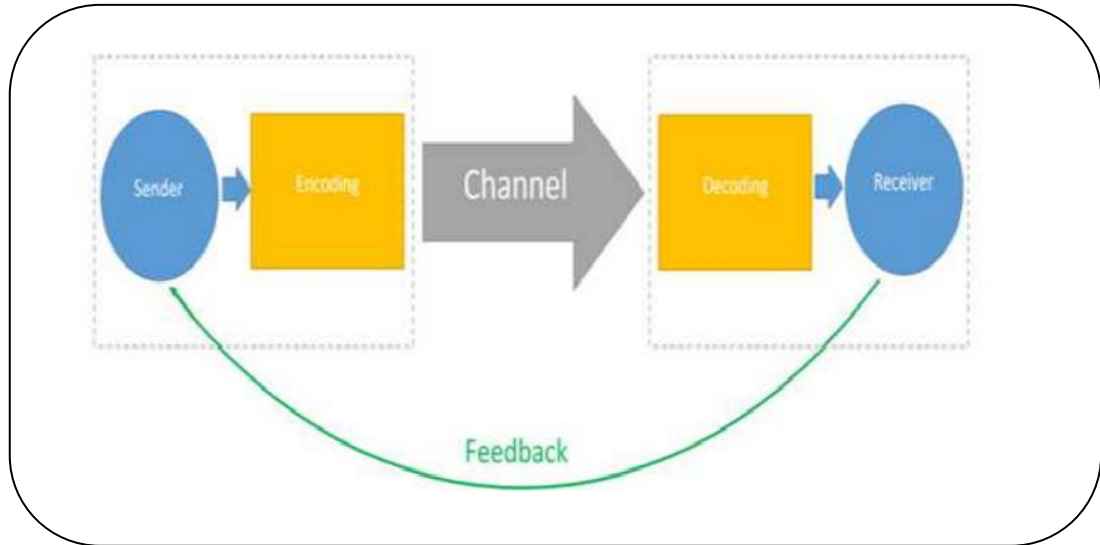 Sender
Encoding
Channel
Decoding
Receiver
Feedback